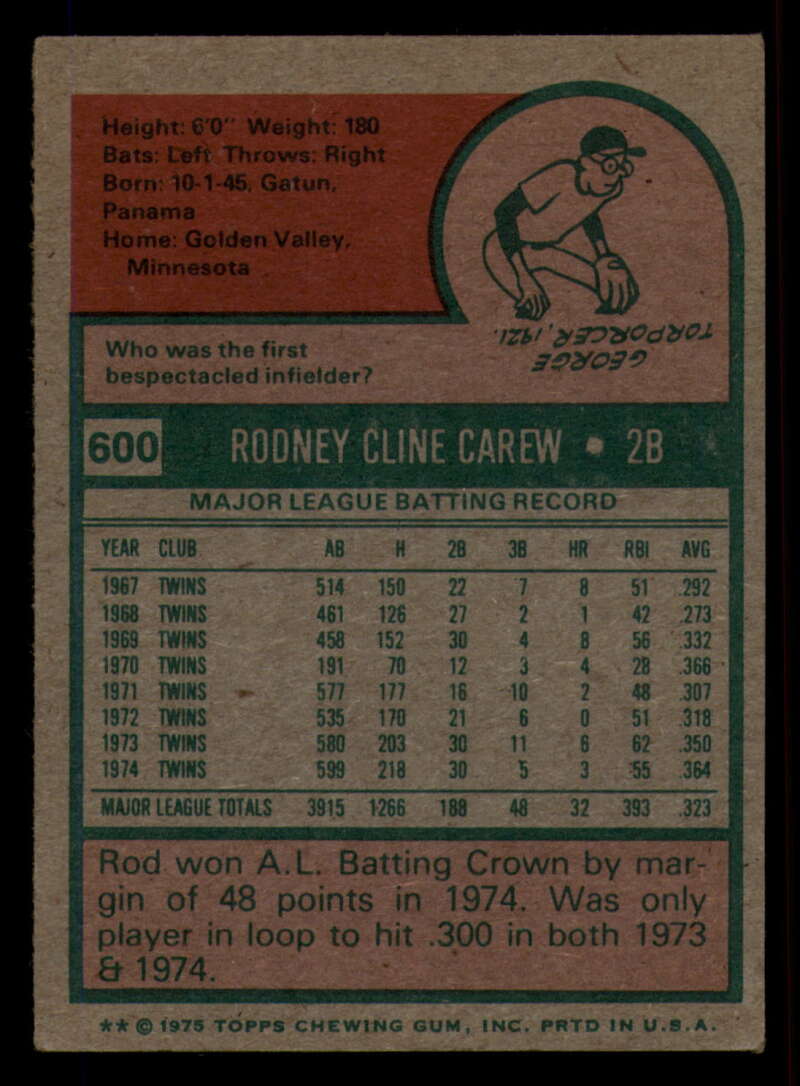 Height: 6'0" Weight: 180
Bats: Left Throws: Right
Born: 10-1-45, Gatun,
Panama
Home: Golden Valley,
Minnesota
Who was the first
bespectacled infielder?
GEORGE
TORPORCER, 1921.
600 RODNEY CLINE CAREW • 2B
MAJOR LEAGUE BATTING RECORD
YEAR CLUB AB H 2B 3B HR RBI AVG
1967 TWINS 514 150 22 7 8 51 .292
1968 TWINS 461 126 27 2 1 42 .273
1969 TWINS 458 152 30 4 8 56 .332
1970 TWINS 191 70 12 3 4 28 .366
1971 TWINS 577 177 16 10 2 48 .307
1972 TWINS 535 170 21 6 0 51 .318
1973 TWINS 580 203 30 11 6 62 .350
1974 TWINS 599 218 30 5 3 55 .364
MAJOR LEAGUE TOTALS 3915 1266 188 48 32 393 .323
Rod won A.L. Batting Crown by mar-
gin of 48 points in 1974. Was only
player in loop to hit .300 in both 1973
& 1974.
** © 1975 TOPPS CHEWING GUM, INC. PRTD IN U.S.A.